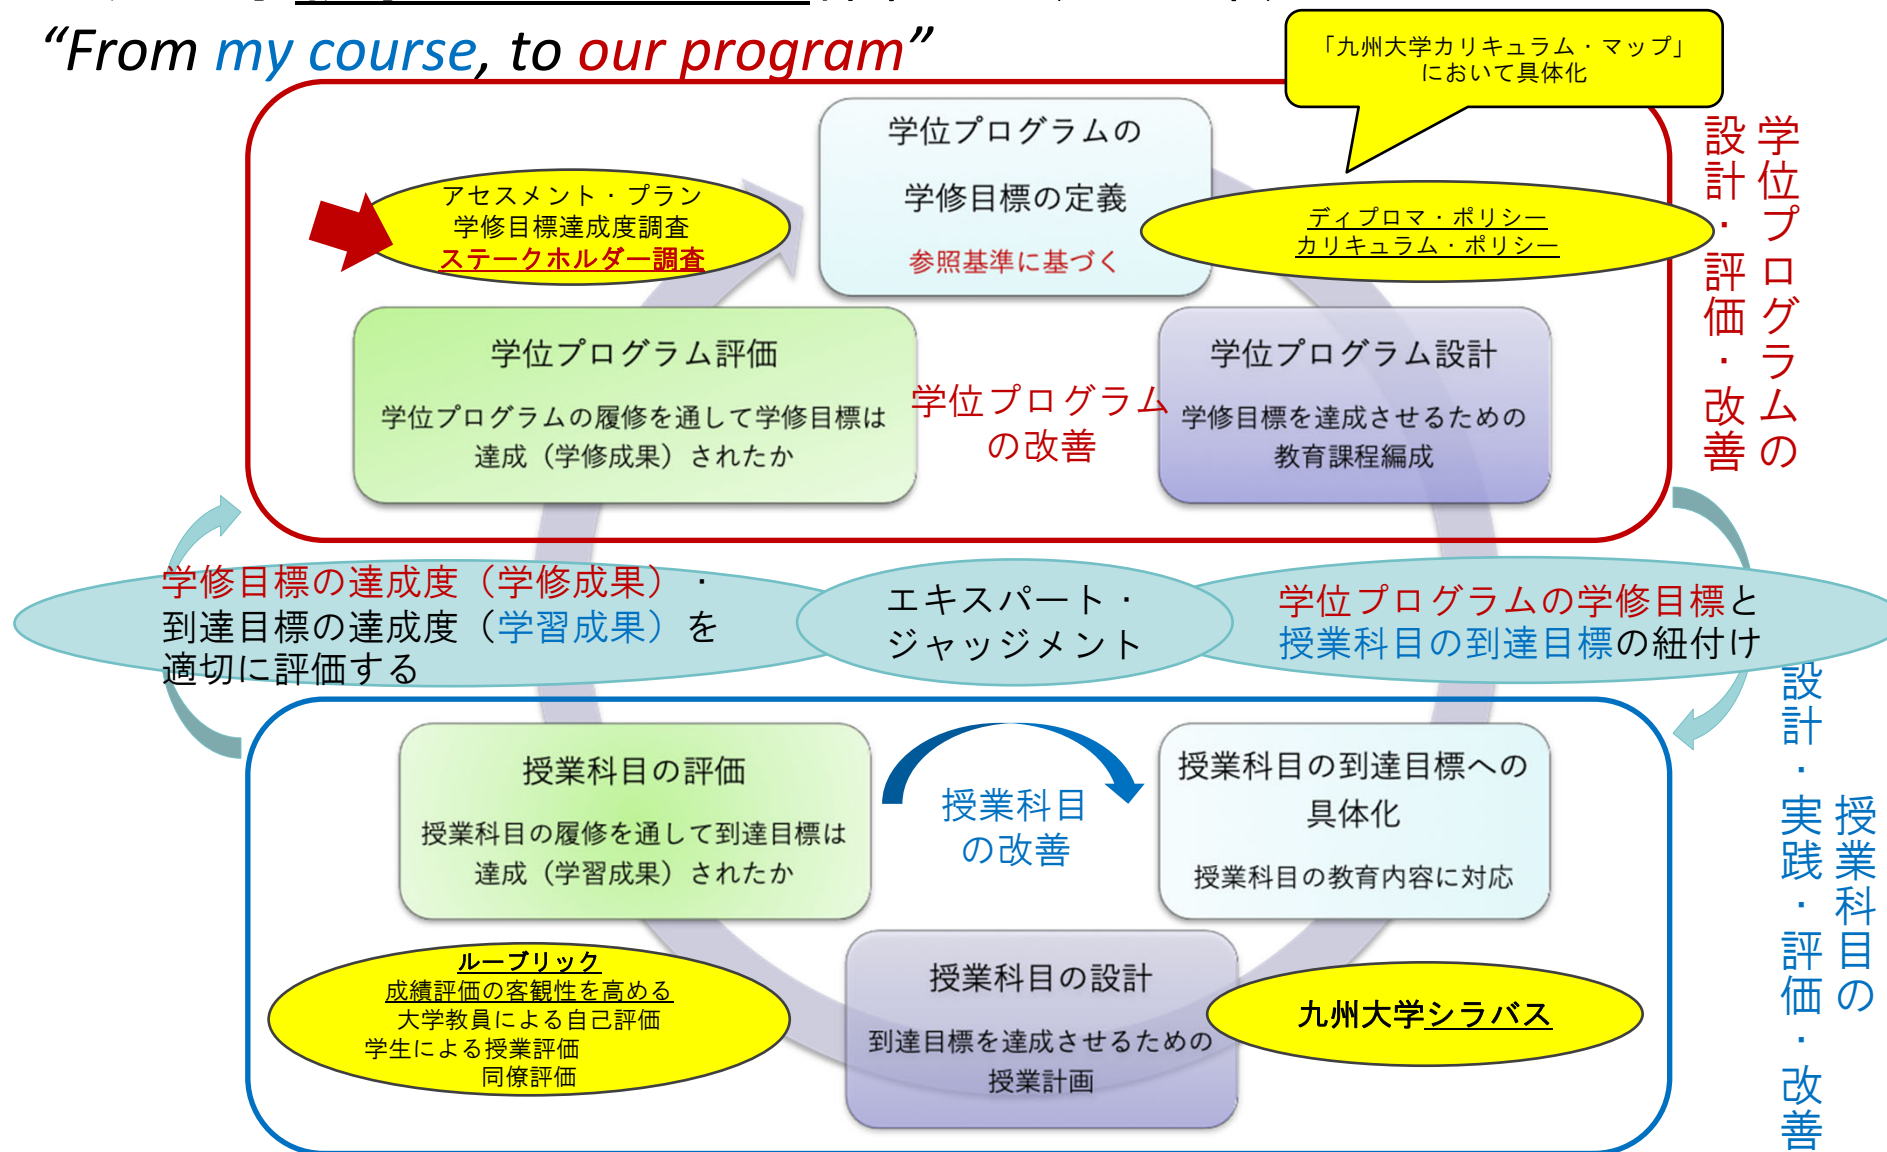 “From my course, to our program”
「九州大学カリキュラム・マップ」
において具体化
学位プログラムの
学修目標の定義
参照基準に基づく
アセスメント・プラン
学修目標達成度調査
ステークホルダー調査
ディプロマ・ポリシー
カリキュラム・ポリシー
学位プログラムの
設計・評価・改善
学位プログラム評価
学位プログラムの履修を通して学修目標は
達成（学修成果）されたか
学位プログラム
の改善
学位プログラム設計
学修目標を達成させるための
教育課程編成
学修目標の達成度（学修成果）・
到達目標の達成度（学習成果）を
適切に評価する
エキスパート・
ジャッジメント
学位プログラムの学修目標と
授業科目の到達目標の紐付け
授業科目の
設計・実践・評価・改善
授業科目の評価
授業科目の履修を通して到達目標は
達成（学習成果）されたか
授業科目
の改善
授業科目の到達目標への
具体化
授業科目の教育内容に対応
ルーブリック
成績評価の客観性を高める
大学教員による自己評価
学生による授業評価
同僚評価
授業科目の設計
到達目標を達成させるための
授業計画
九州大学シラバス